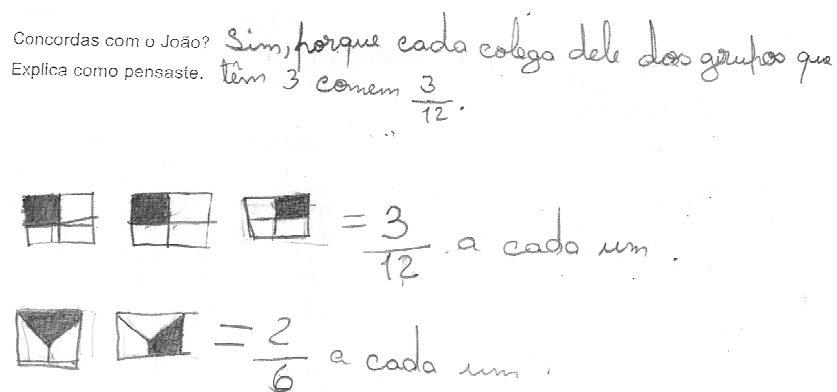 Concordas com o João? Sim, porque cada colega dele dos grupos que
Explica como pensaste. têm 3 comem 3/12.
= 3/12 a cada um.
= 2/6 a cada um.